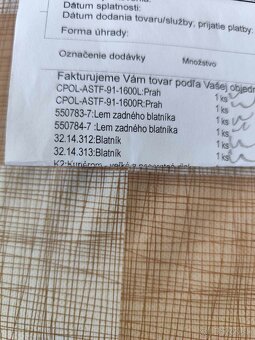 Dátum splatnosti:
Dátum dodania tovaru/služby, prijatie platby:
Forma úhrady:
Označenie dodávky Množstvo
Fakturujeme Vám tovar podľa Vašej objedn
CPOL-ASTF-91-1600L:Prah 1 ks
CPOL-ASTF-91-1600R:Prah 1 ks
550783-7:Lem zadného blatníka 1 ks
550784-7 :Lem zadného blatníka 1 ks
32.14.312:Blatník 1 ks
32.14.313:Blatník 1 ks